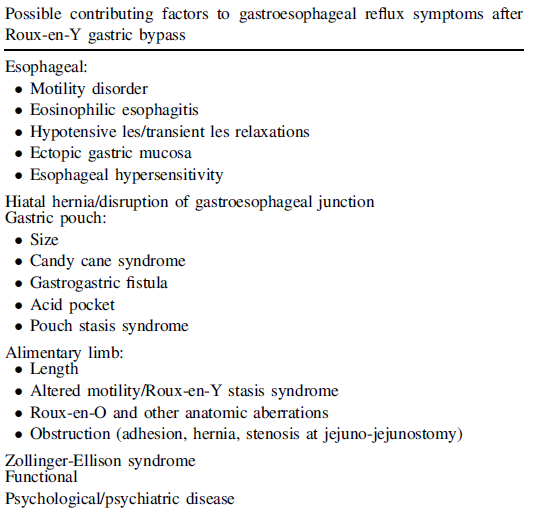 Possible contributing factors to gastroesophageal reflux symptoms after
Roux-en-Y gastric bypass
Esophageal:
• Motility disorder
• Eosinophilic esophagitis
• Hypotensive les/transient les relaxations
• Ectopic gastric mucosa
• Esophageal hypersensitivity
Hiatal hernia/disruption of gastroesophageal junction
Gastric pouch:
• Size
• Candy cane syndrome
• Gastrogastric fistula
• Acid pocket
• Pouch stasis syndrome
Alimentary limb:
• Length
• Altered motility/Roux-en-Y stasis syndrome
• Roux-en-O and other anatomic aberrations
• Obstruction (adhesion, hernia, stenosis at jejuno-jejunostomy)
Zollinger-Ellison syndrome
Functional
Psychological/psychiatric disease